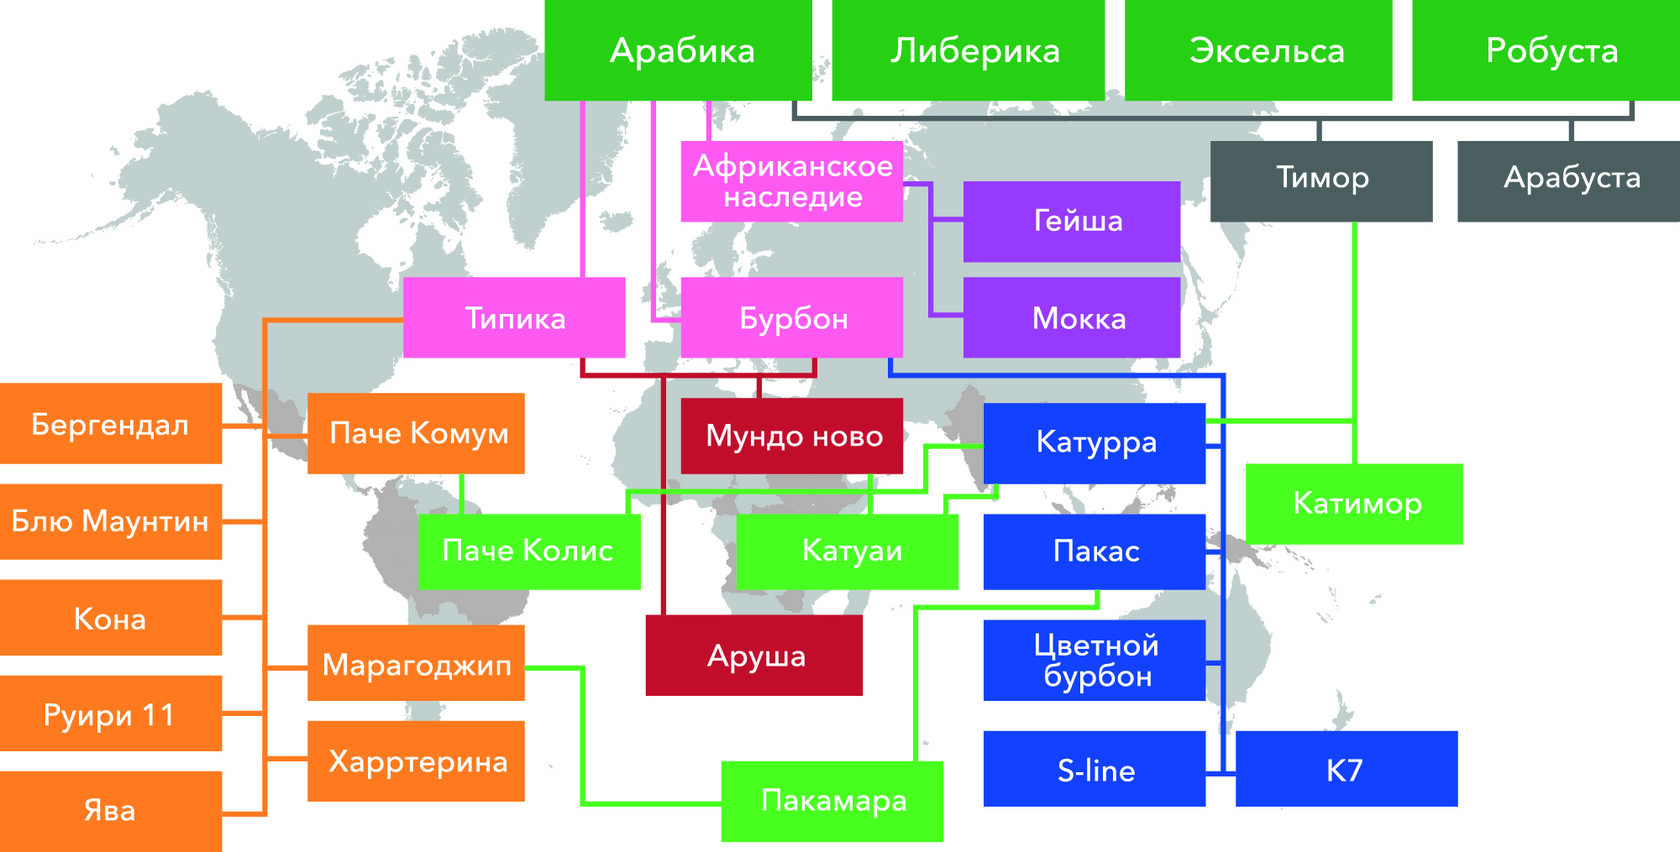 Арабика
Либерика
Эксельса
Робуста
Африканское
наследие
Тимор
Арабуста
Гейша
Типика
Бурбон
Мокка
Бергендал
Паче Комум
Мундо ново
Катурра
Катимор
Блю Маунтин
Паче Колис
Катуаи
Пакас
Кона
Марагоджип
Аруша
Цветной
бурбон
Руири 11
Харртерина
S-line
K7
Ява
Пакамара